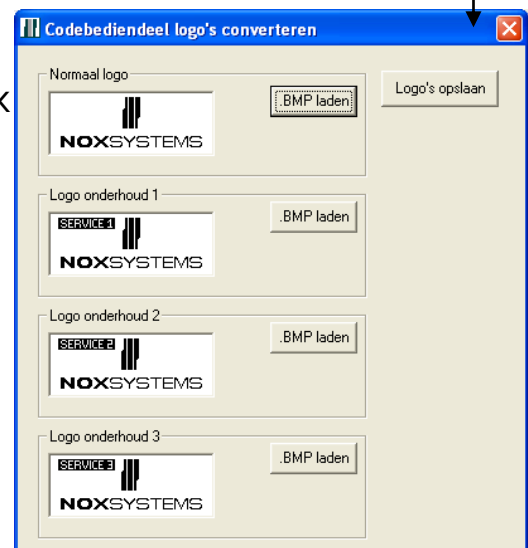 Codebediendeel logo's converteren
Normaal logo
NOXSYSTEMS
.BMP laden
Logo's opslaan
Logo onderhoud 1
SERVICE 1
NOXSYSTEMS
.BMP laden
Logo onderhoud 2
SERVICE 2
NOXSYSTEMS
.BMP laden
Logo onderhoud 3
SERVICE 3
NOXSYSTEMS
.BMP laden